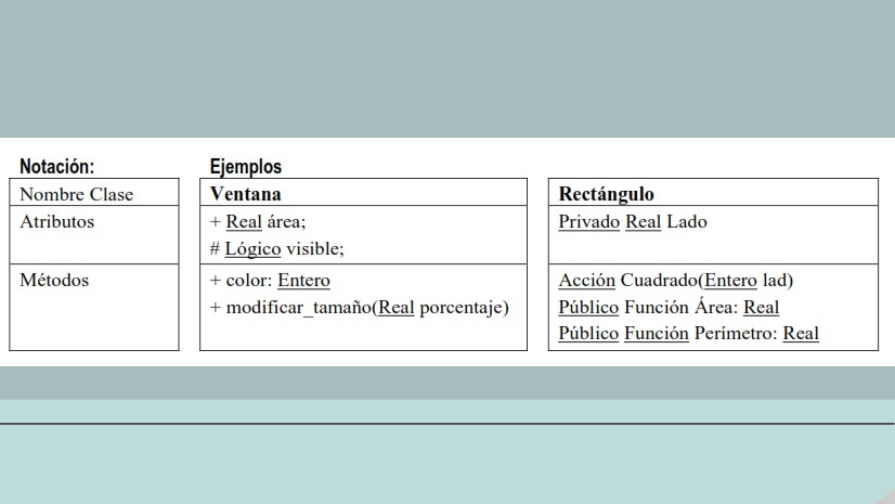 Notación:
Nombre Clase
Atributos
Métodos
Ejemplos
Ventana
+ Real área;
# Lógico visible;
+ color: Entero
+ modificar_tamaño(Real porcentaje)
Rectángulo
Privado Real Lado
Acción Cuadrado(Entero lad)
Público Función Área: Real
Público Función Perímetro: Real